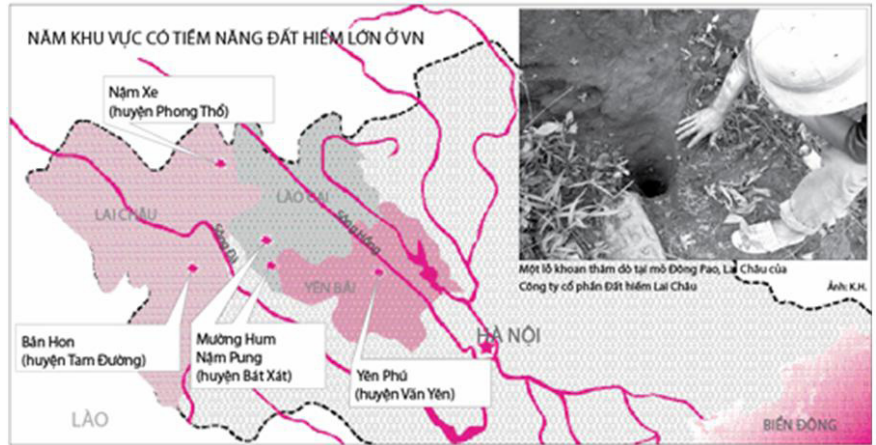 NĂM KHU VỰC CÓ TIỀM NĂNG ĐẤT HIẾM LỚN Ở VN
Nậm Xe
(huyện Phong Thổ)
LÀO CAI
LAI CHÂU
Sông Đà
Sông Hồng
YÊN BÁI
Một lỗ khoan thăm dò tại mỏ Đông Pao, Lai Châu của
Công ty cổ phần Đất hiếm Lai Châu
Ảnh: K.H.
HÀ NỘI
Bản Hon
(huyện Tam Đường)
Mường Hum
Nậm Pung
(huyện Bát Xát)
Yên Phú
(huyện Văn Yên)
LÀO
BIỂN ĐÔNG